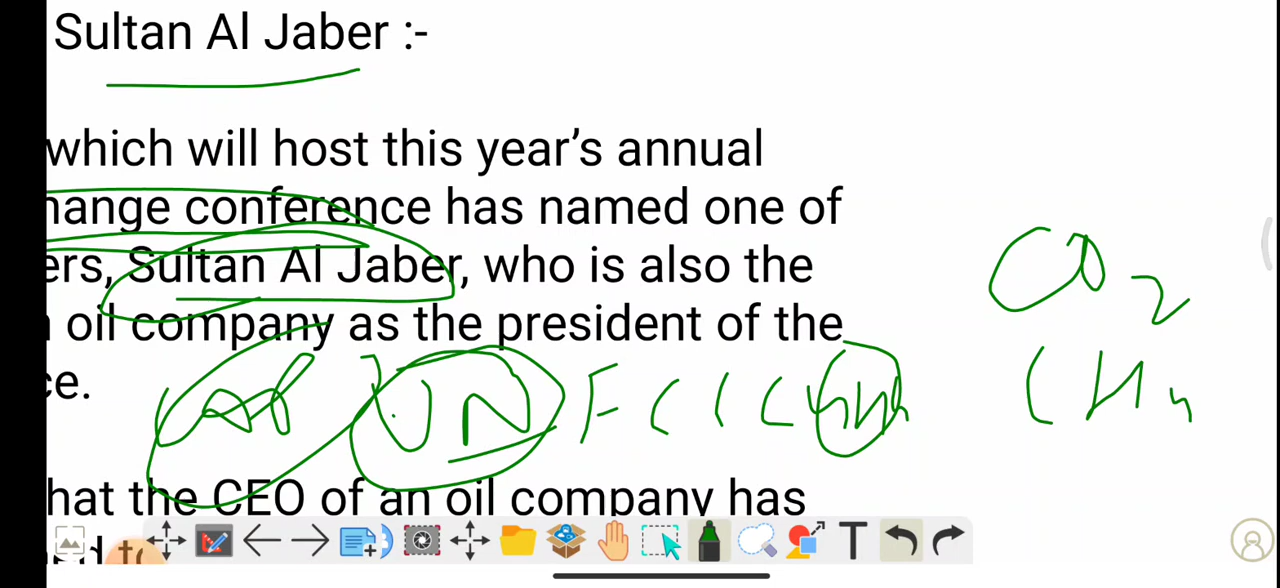 Sultan Al Jaber :-
which will host this year's annual
hange conference has named one of
ers, Sultan Al Jaber, who is also the
oil company as the president of the
ce.
UN F C C C
CO2
CH4
hat the CEO of an oil company has